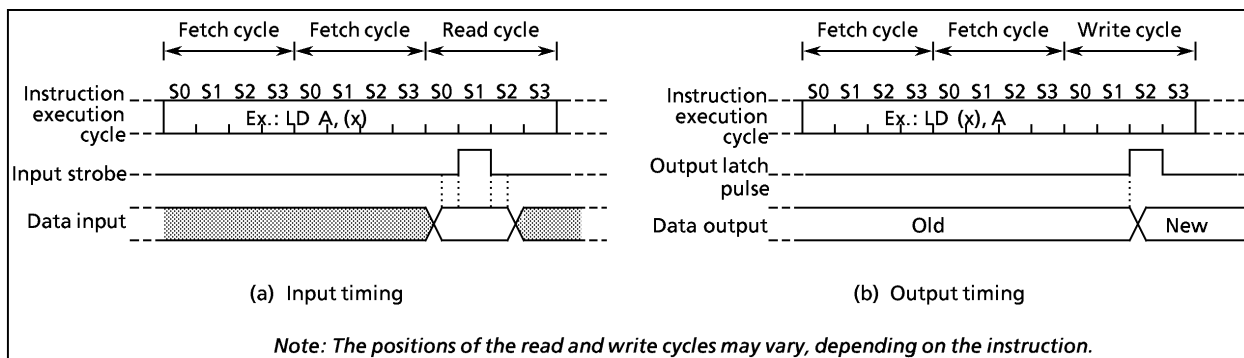 Fetch cycle Fetch cycle Read cycle
S0 S1 S2 S3 S0 S1 S2 S3 S0 S1 S2 S3
Instruction
execution
cycle
Ex.: LD A, (x)
Input strobe
Data input
(a) Input timing
Fetch cycle Fetch cycle Write cycle
S0 S1 S2 S3 S0 S1 S2 S3 S0 S1 S2 S3
Instruction
execution
cycle
Ex.: LD (x), A
Output latch
pulse
Data output
Old
New
(b) Output timing
Note: The positions of the read and write cycles may vary, depending on the instruction.